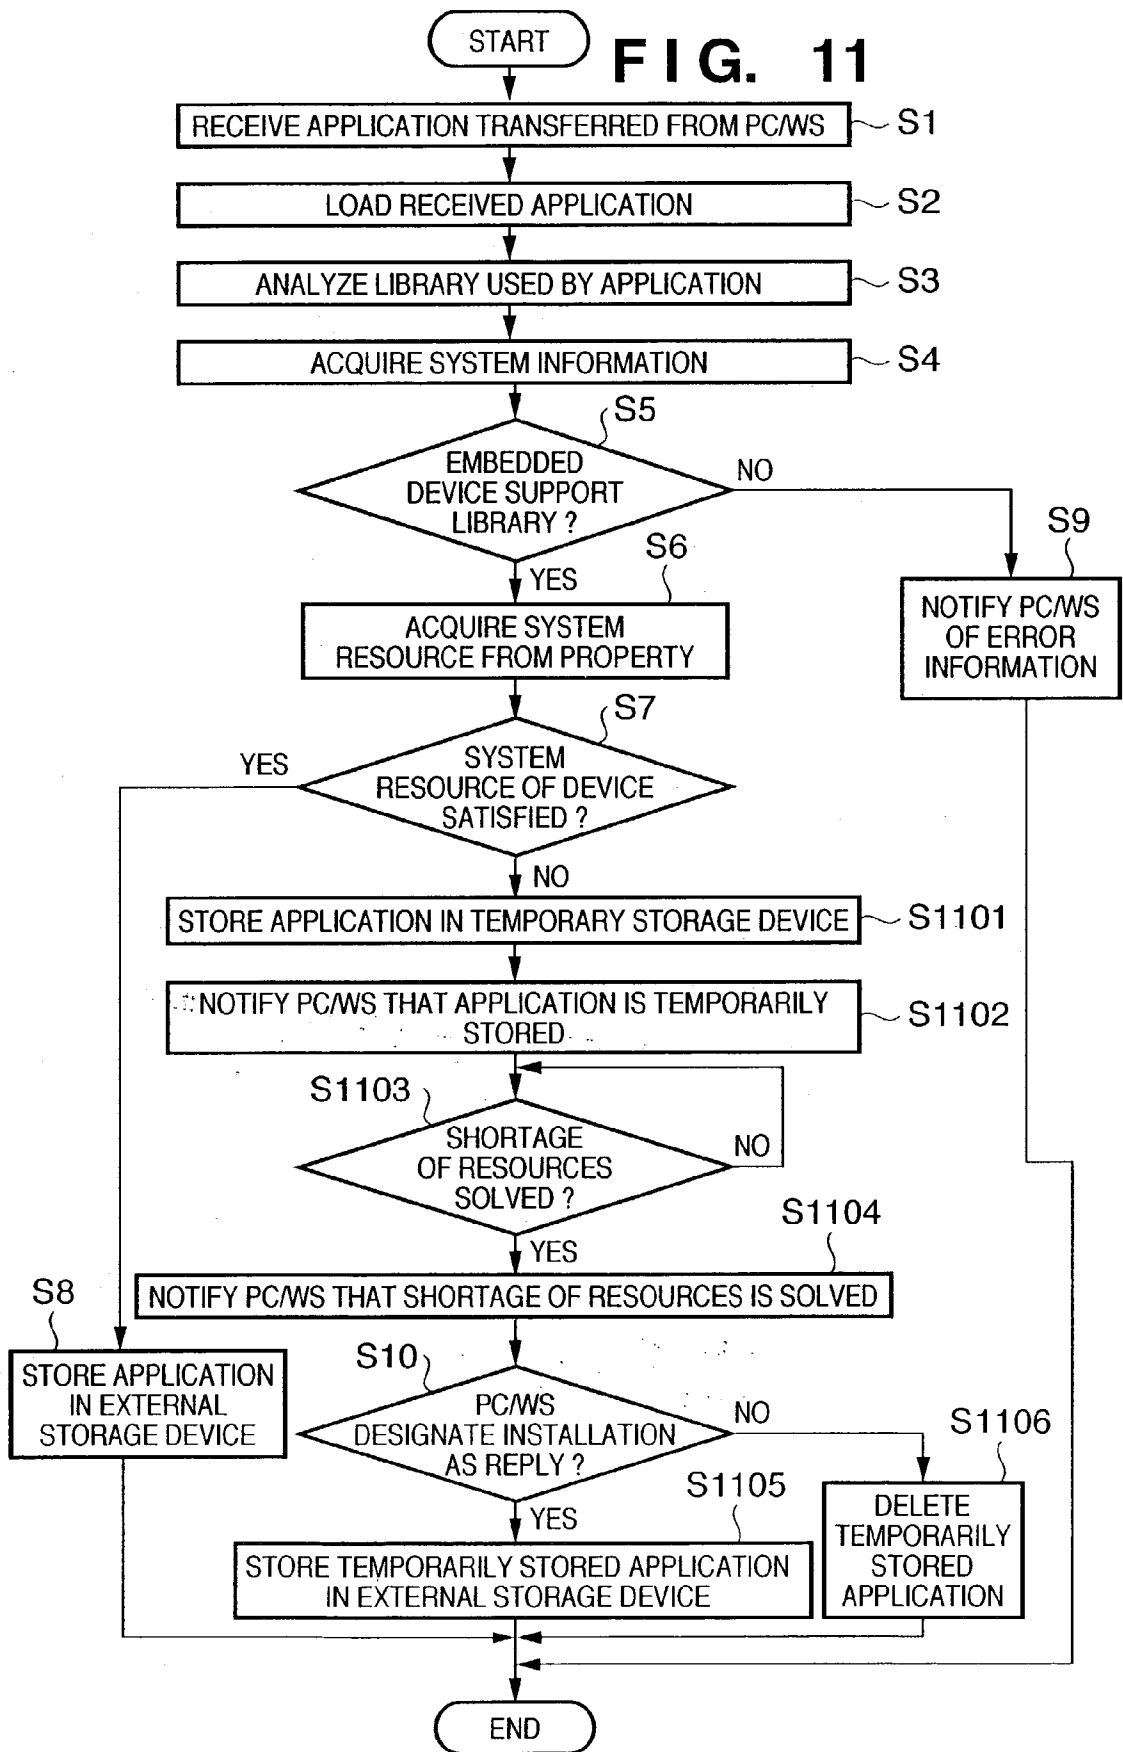 START
FIG. 11
RECEIVE APPLICATION TRANSFERRED FROM PC/WS
S1
LOAD RECEIVED APPLICATION
S2
ANALYZE LIBRARY USED BY APPLICATION
S3
ACQUIRE SYSTEM INFORMATION
S4
S5
EMBEDDED
DEVICE SUPPORT
LIBRARY ?
NO
YES
S9
NOTIFY PC/WS
OF ERROR
INFORMATION
S6
ACQUIRE SYSTEM
RESOURCE FROM PROPERTY
S7
SYSTEM
RESOURCE OF DEVICE
SATISFIED ?
YES
NO
STORE APPLICATION IN TEMPORARY STORAGE DEVICE
S1101
NOTIFY PC/WS THAT APPLICATION IS TEMPORARILY
STORED
S1102
S1103
SHORTAGE
OF RESOURCES
SOLVED ?
NO
YES
S1104
NOTIFY PC/WS THAT SHORTAGE OF RESOURCES IS SOLVED
S8
STORE APPLICATION
IN EXTERNAL
STORAGE DEVICE
S10
PC/WS
DESIGNATE INSTALLATION
AS REPLY ?
NO
YES
S1106
DELETE
TEMPORARILY
STORED
APPLICATION
S1105
STORE TEMPORARILY STORED APPLICATION
IN EXTERNAL STORAGE DEVICE
END